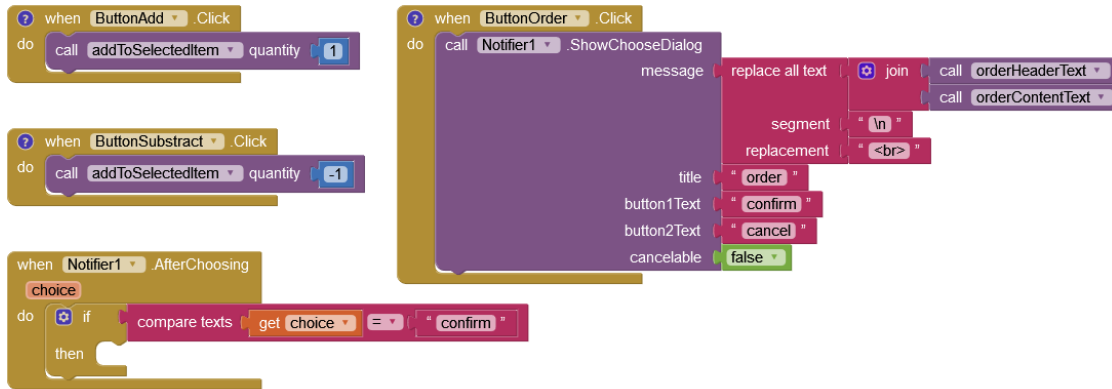 ? when ButtonAdd .Click
do call addToSelectedItem quantity 1
? when ButtonSubstract .Click
do call addToSelectedItem quantity -1
when Notifier1 .AfterChoosing
choice
do if compare texts get choice = " confirm "
then
? when ButtonOrder .Click
do call Notifier1 .ShowChooseDialog
message replace all text join call orderHeaderText
call orderContentText
segment " \n "
replacement " <br> "
title " order "
button1Text " confirm "
button2Text " cancel "
cancelable false